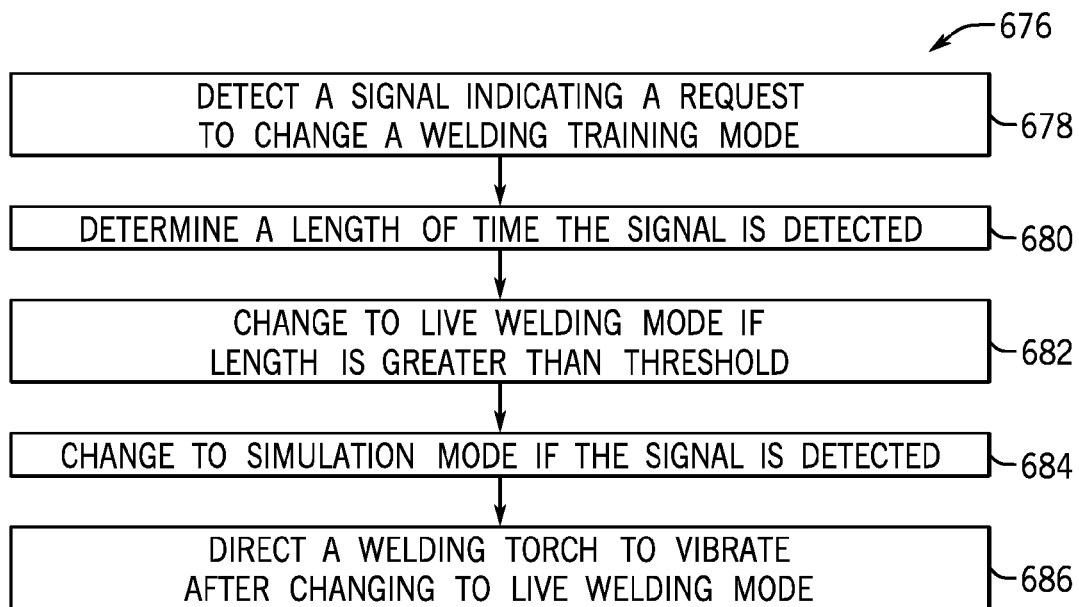 676
DETECT A SIGNAL INDICATING A REQUEST
TO CHANGE A WELDING TRAINING MODE
678
DETERMINE A LENGTH OF TIME THE SIGNAL IS DETECTED
680
CHANGE TO LIVE WELDING MODE IF
LENGTH IS GREATER THAN THRESHOLD
682
CHANGE TO SIMULATION MODE IF THE SIGNAL IS DETECTED
684
DIRECT A WELDING TORCH TO VIBRATE
AFTER CHANGING TO LIVE WELDING MODE
686